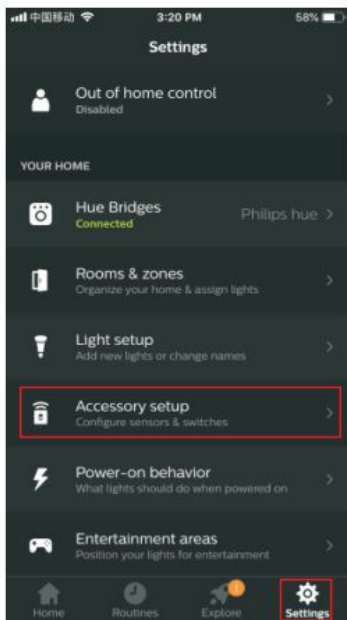 中国移动 3:20 PM 58%
Settings
Out of home control
Disabled
YOUR HOME
Hue Bridges
Connected
Philips hue
Rooms & zones
Organize your home & assign lights
Light setup
Add new lights or change names
Accessory setup
Configure sensors & switches
Power-on behavior
What lights should do when powered on
Entertainment areas
Position your lights for entertainment
Home Routines Explore Settings